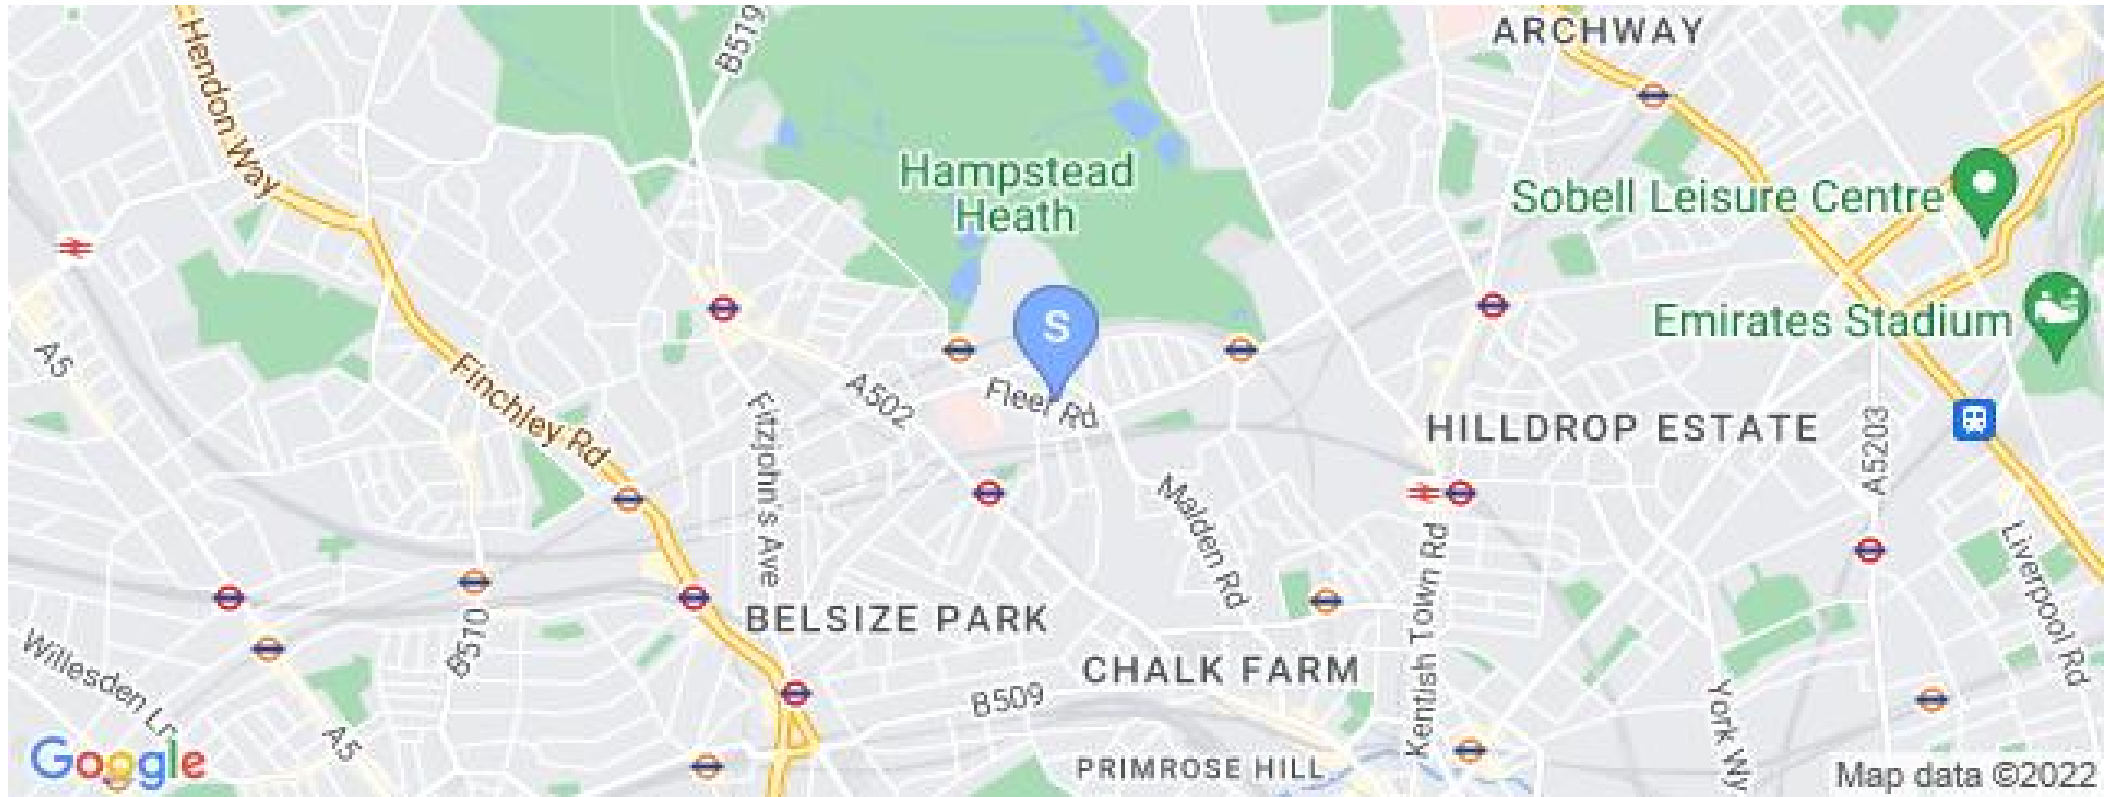 ARCHWAY
Hendon Way
B519
Hampstead
Heath
Sobell Leisure Centre
S
Emirates Stadium
A5
Finchley Rd
Fitzjohn's Ave
A502
Fleet Rd
HILLDROP ESTATE
A5203
Malden Rd
Kentish Town Rd
Liverpool Rd
BELSIZE PARK
B510
Willesden Ln
CHALK FARM
B509
A5
York Wy
Goggle
PRIMROSE HILL
Map data ©2022